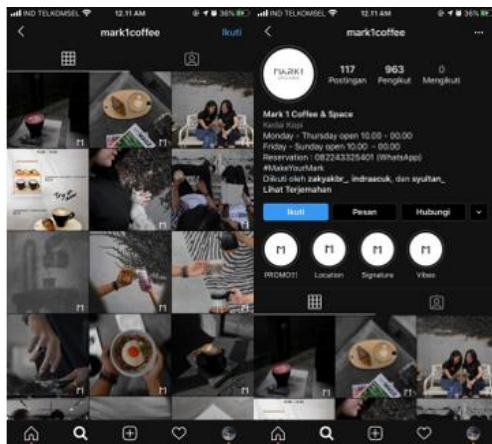 IND TELKOMSEL 12.11 AM 36%
mark1coffee Ikuti
IND TELKOMSEL 12.11 AM 36%
mark1coffee
MARK1
117 963 0
Postingan Pengikut Mengikuti
Mark 1 Coffee & Space
Kedai Kopi
Monday - Thursday open 10.00 - 00.00
Friday - Sunday open 10.00 - 00.00
Reservation : 082243325401 (WhatsApp)
#MakeYourMark
Diikuti oleh zakyakbr_, indraacuk, dan syultan_
Lihat Terjemahan
Ikuti Pesan Hubungi
PROMO!!! Location Signature Vibes